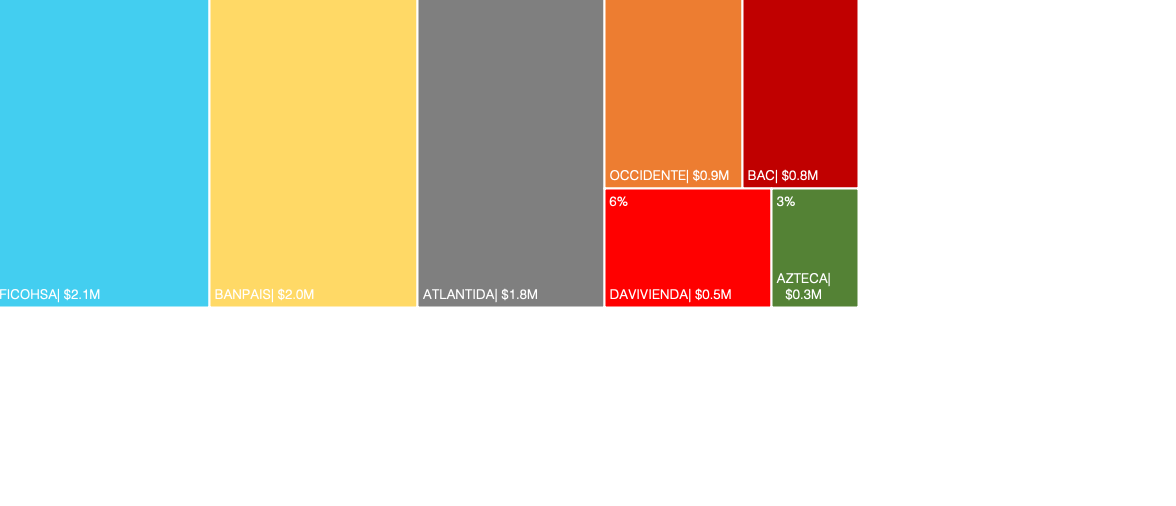 OCCIDENTE| $0.9M
BAC| $0.8M
6%
3%
AZTECA|
$0.3M
FICOHSA| $2.1M
BANPAIS| $2.0M
ATLANTIDA| $1.8M
DAVIVIENDA| $0.5M